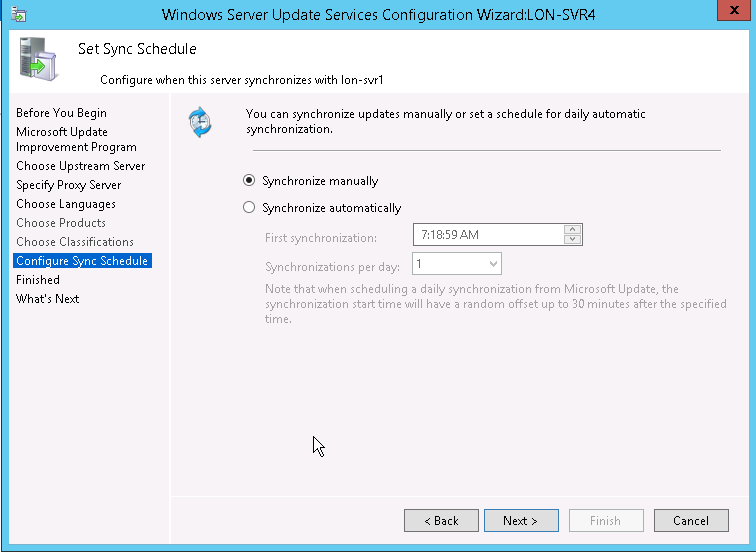 Windows Server Update Services Configuration Wizard:LON-SVR4
x
Set Sync Schedule
Configure when this server synchronizes with lon-svr1
Before You Begin
Microsoft Update
Improvement Program
Choose Upstream Server
Specify Proxy Server
Choose Languages
Choose Products
Choose Classifications
Configure Sync Schedule
Finished
What's Next
You can synchronize updates manually or set a schedule for daily automatic
synchronization.
Synchronize manually
Synchronize automatically
First synchronization: 7:18:59 AM
Synchronizations per day: 1
Note that when scheduling a daily synchronization from Microsoft Update, the
synchronization start time will have a random offset up to 30 minutes after the specified
time.
< Back Next > Finish Cancel